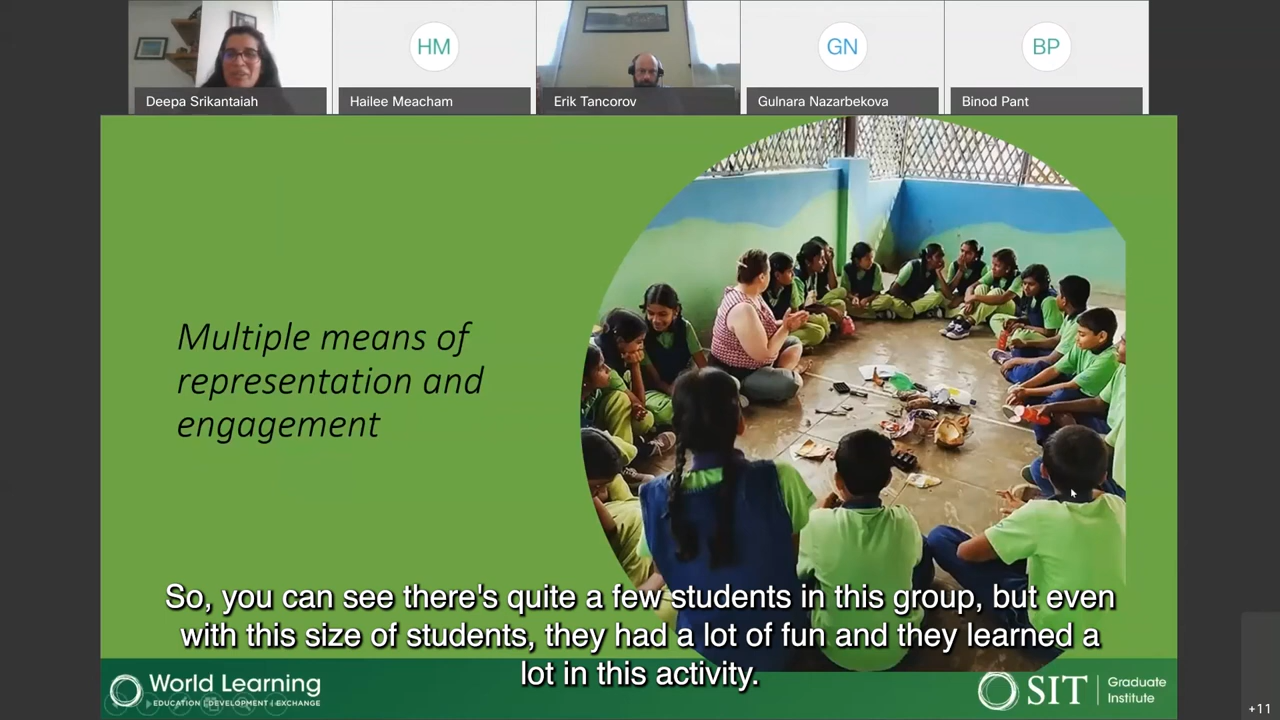 HM
GN
BP
Deepa Srikantaiah
Hailee Meacham
Erik Tancorov
Gulnara Nazarbekova
Binod Pant
Multiple means of
representation and
engagement
So, you can see there's quite a few students in this group, but even
with this size of students, they had a lot of fun and they learned a
lot in this activity.
World Learning
EDUCATION | DEVELOPMENT | EXCHANGE
SIT
Graduate
Institute
+11